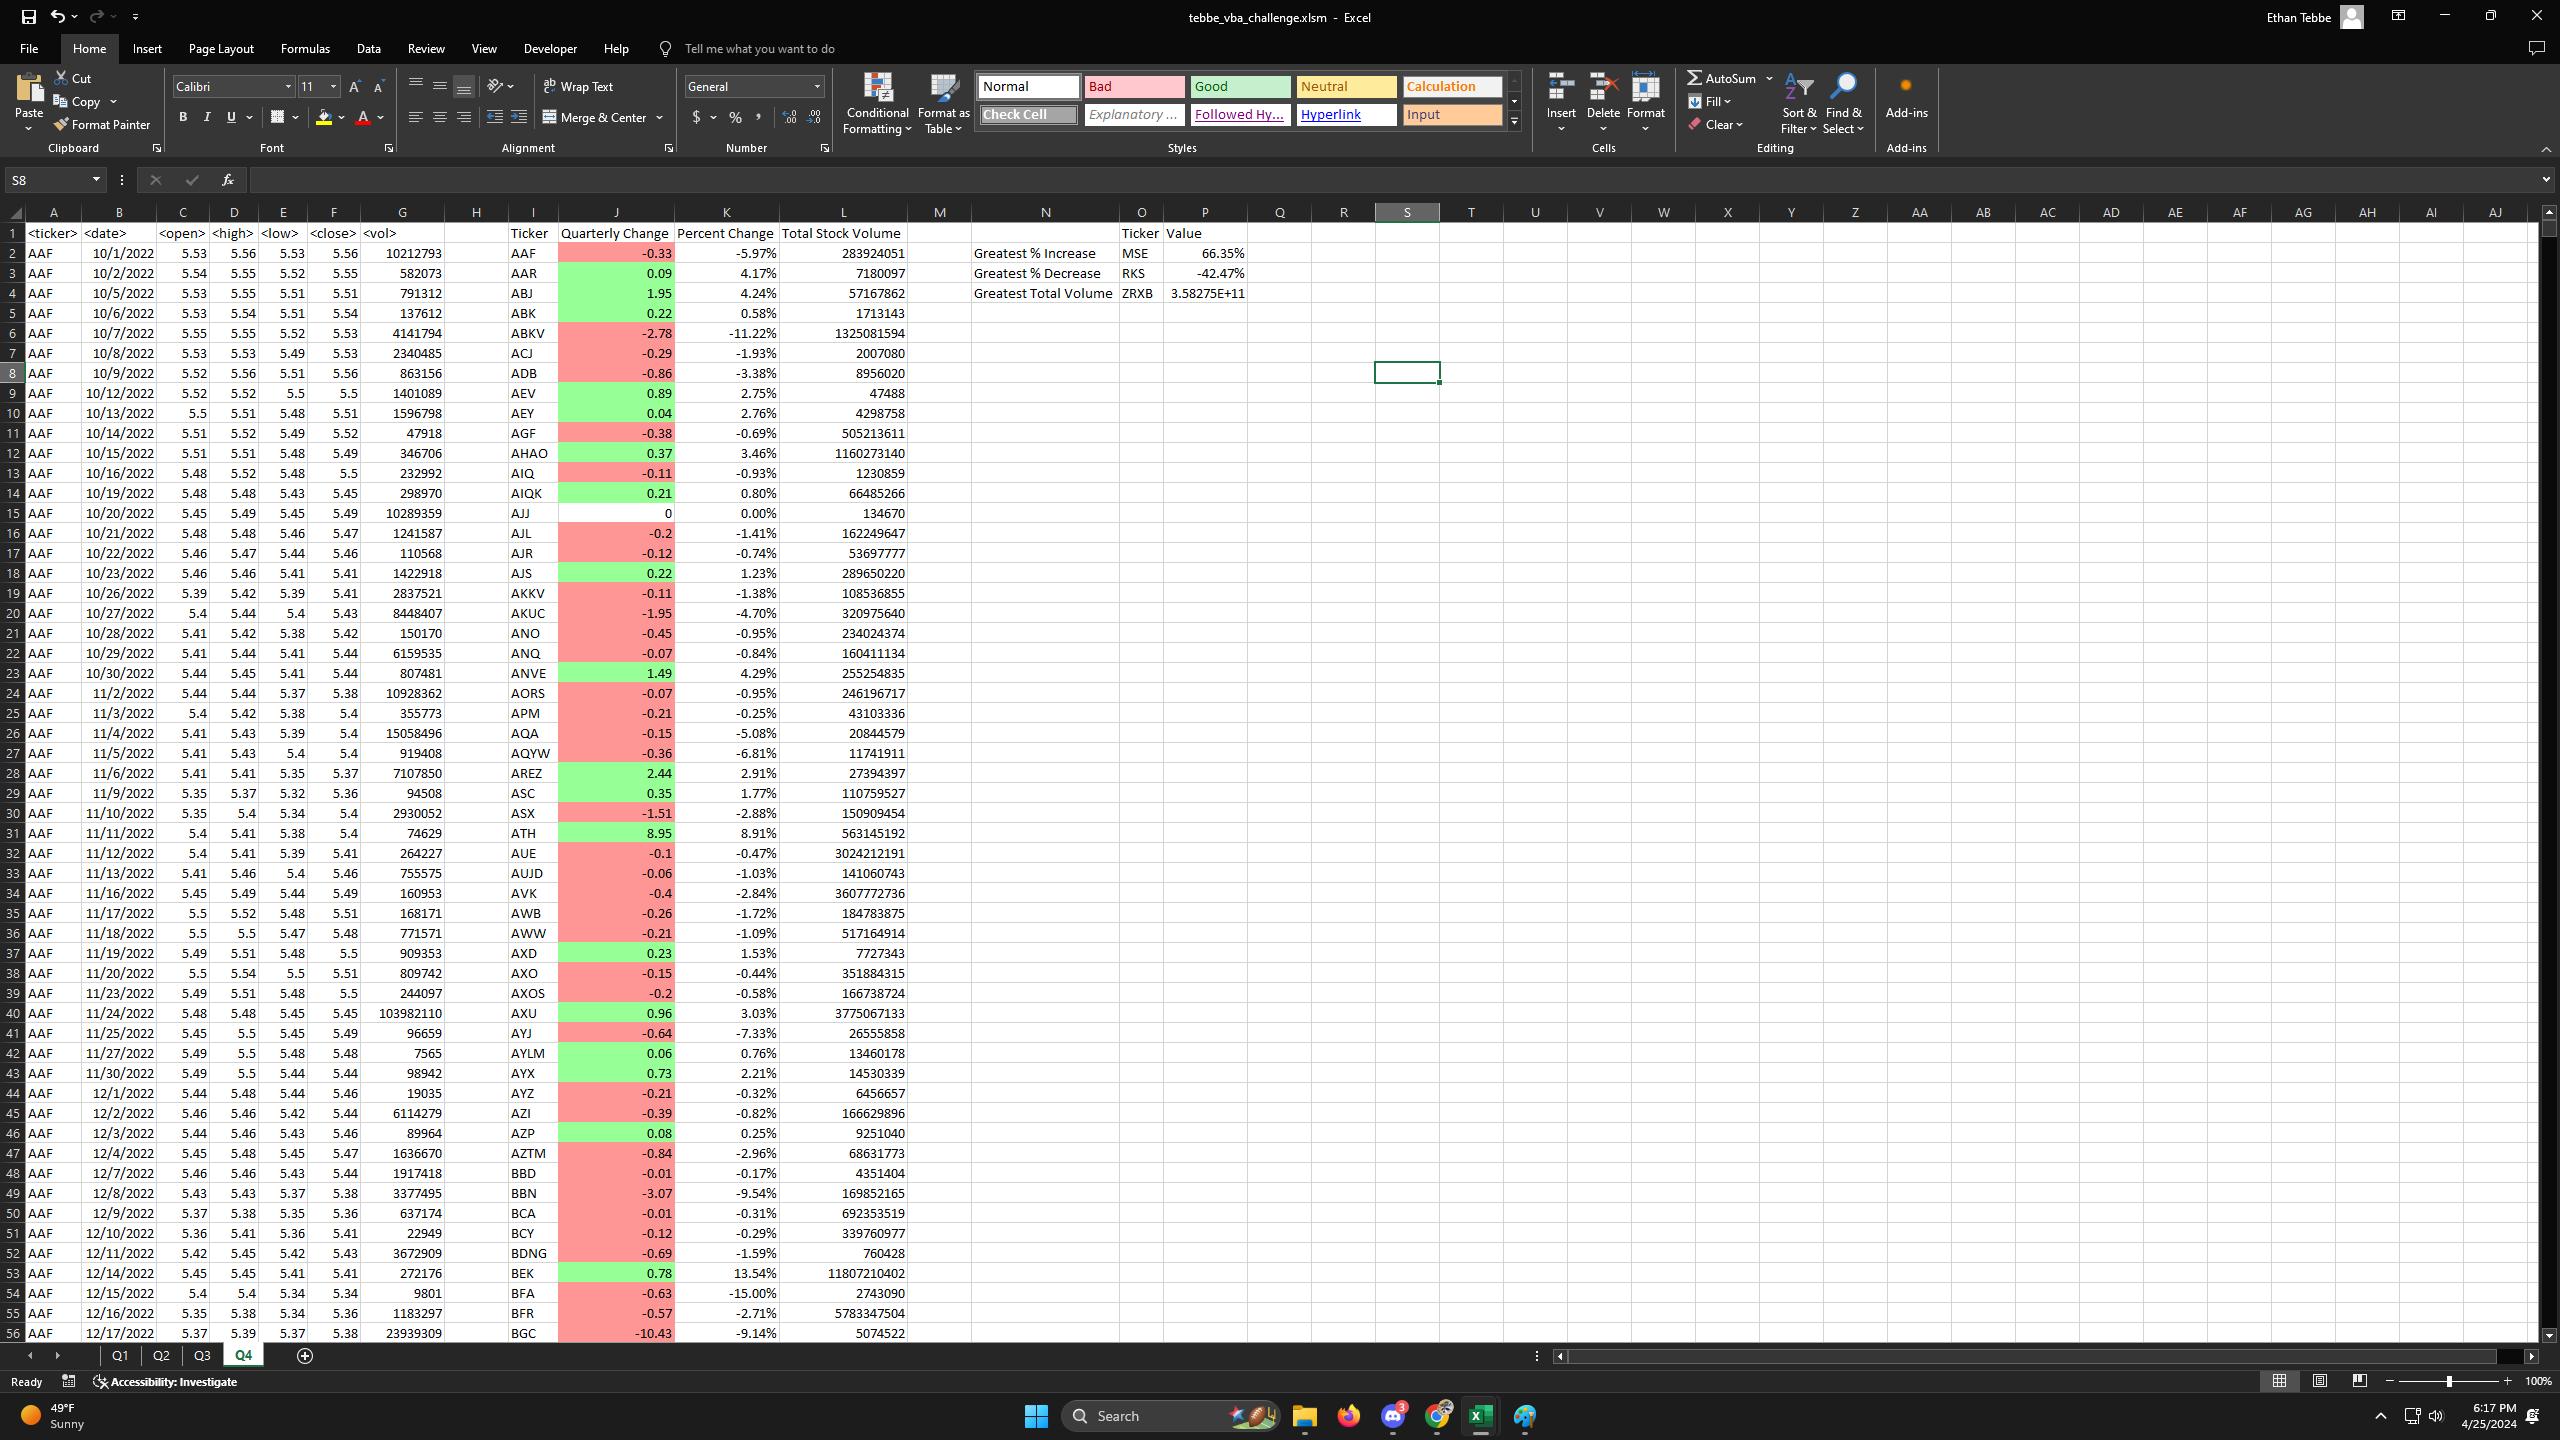 tebbe_vba_challenge.xlsm - Excel
Ethan Tebbe
File Home Insert Page Layout Formulas Data Review View Developer Help Tell me what you want to do
Paste Cut Copy Format Painter Clipboard
Calibri 11 A A B I U A Font
Wrap Text Merge & Center Alignment
General $ % Number
Conditional Formatting Format as Table
Normal Bad Good Neutral Calculation
Check Cell Explanatory ... Followed Hy... Hyperlink Input
Styles
Insert Delete Format Cells
AutoSum Fill Clear Sort & Filter Find & Select Editing
Add-ins Add-ins
S8 fx
A B C D E F G H I J K L M N O P Q R S T U V W X Y Z AA AB AC AD AE AF AG AH AI AJ
1 <ticker> <date> <open> <high> <low> <close> <vol> Ticker Quarterly Change Percent Change Total Stock Volume Ticker Value
2 AAF 10/1/2022 5.53 5.56 5.53 5.56 10212793 AAF -0.33 -5.97% 283924051 Greatest % Increase MSE 66.35%
3 AAF 10/2/2022 5.54 5.55 5.52 5.55 582073 AAR 0.09 4.17% 7180097 Greatest % Decrease RKS -42.47%
4 AAF 10/5/2022 5.53 5.55 5.51 5.51 791312 ABJ 1.95 4.24% 57167862 Greatest Total Volume ZRXB 3.58275E+11
5 AAF 10/6/2022 5.53 5.54 5.51 5.54 137612 ABK 0.22 0.58% 1713143
6 AAF 10/7/2022 5.55 5.55 5.52 5.53 4141794 ABKV -2.78 -11.22% 1325081594
7 AAF 10/8/2022 5.53 5.53 5.49 5.53 2340485 ACJ -0.29 -1.93% 2007080
8 AAF 10/9/2022 5.52 5.56 5.51 5.56 863156 ADB -0.86 -3.38% 8956020
9 AAF 10/12/2022 5.52 5.52 5.5 5.5 1401089 AEV 0.89 2.75% 47488
10 AAF 10/13/2022 5.5 5.51 5.48 5.51 1596798 AEY 0.04 2.76% 4298758
11 AAF 10/14/2022 5.51 5.52 5.49 5.52 47918 AGF -0.38 -0.69% 505213611
12 AAF 10/15/2022 5.51 5.51 5.48 5.49 346706 AHAO 0.37 3.46% 1160273140
13 AAF 10/16/2022 5.48 5.52 5.48 5.5 232992 AIQ -0.11 -0.93% 1230859
14 AAF 10/19/2022 5.48 5.48 5.43 5.45 298970 AIQK 0.21 0.80% 66485266
15 AAF 10/20/2022 5.45 5.49 5.45 5.49 10289359 AJJ 0 0.00% 134670
16 AAF 10/21/2022 5.48 5.48 5.46 5.47 1241587 AJL -0.2 -1.41% 162249647
17 AAF 10/22/2022 5.46 5.47 5.44 5.46 110568 AJR -0.12 -0.74% 53697777
18 AAF 10/23/2022 5.46 5.46 5.41 5.41 1422918 AJS 0.22 1.23% 289650220
19 AAF 10/26/2022 5.39 5.42 5.39 5.41 2837521 AKKV -0.11 -1.38% 108536855
20 AAF 10/27/2022 5.4 5.44 5.4 5.43 8448407 AKUC -1.95 -4.70% 320975640
21 AAF 10/28/2022 5.41 5.42 5.38 5.42 150170 ANO -0.45 -0.95% 234024374
22 AAF 10/29/2022 5.41 5.44 5.41 5.44 6159535 ANQ -0.07 -0.84% 160411134
23 AAF 10/30/2022 5.44 5.45 5.41 5.44 807481 ANVE 1.49 4.29% 255254835
24 AAF 11/2/2022 5.44 5.44 5.37 5.38 10928362 AORS -0.07 -0.95% 246196717
25 AAF 11/3/2022 5.4 5.42 5.38 5.4 355773 APM -0.21 -0.25% 43103336
26 AAF 11/4/2022 5.41 5.43 5.39 5.4 15058496 AQA -0.15 -5.08% 20844579
27 AAF 11/5/2022 5.41 5.43 5.4 5.4 919408 AQYW -0.36 -6.81% 11741911
28 AAF 11/6/2022 5.41 5.41 5.35 5.37 7107850 AREZ 2.44 2.91% 27394397
29 AAF 11/9/2022 5.35 5.37 5.32 5.36 94508 ASC 0.35 1.77% 110759527
30 AAF 11/10/2022 5.35 5.4 5.34 5.4 2930052 ASX -1.51 -2.88% 150909454
31 AAF 11/11/2022 5.4 5.41 5.38 5.4 74629 ATH 8.95 8.91% 563145192
32 AAF 11/12/2022 5.4 5.41 5.39 5.41 264227 AUE -0.1 -0.47% 3024212191
33 AAF 11/13/2022 5.41 5.46 5.4 5.46 755575 AUJD -0.06 -1.03% 141060743
34 AAF 11/16/2022 5.45 5.49 5.44 5.49 160953 AVK -0.4 -2.84% 3607772736
35 AAF 11/17/2022 5.5 5.52 5.48 5.51 168171 AWB -0.26 -1.72% 184783875
36 AAF 11/18/2022 5.5 5.5 5.47 5.48 771571 AWW -0.21 -1.09% 517164914
37 AAF 11/19/2022 5.49 5.51 5.48 5.5 909353 AXD 0.23 1.53% 7727343
38 AAF 11/20/2022 5.5 5.54 5.5 5.51 809742 AXO -0.15 -0.44% 351884315
39 AAF 11/23/2022 5.49 5.51 5.48 5.5 244097 AXOS -0.2 -0.58% 166738724
40 AAF 11/24/2022 5.48 5.48 5.45 5.45 103982110 AXU 0.96 3.03% 3775067133
41 AAF 11/25/2022 5.45 5.5 5.45 5.49 96659 AYJ -0.64 -7.33% 26555858
42 AAF 11/27/2022 5.49 5.5 5.48 5.48 7565 AYLM 0.06 0.76% 13460178
43 AAF 11/30/2022 5.49 5.5 5.44 5.44 98942 AYX 0.73 2.21% 14530339
44 AAF 12/1/2022 5.44 5.48 5.44 5.46 19035 AYZ -0.21 -0.32% 6456657
45 AAF 12/2/2022 5.46 5.46 5.42 5.44 6114279 AZI -0.39 -0.82% 166629896
46 AAF 12/3/2022 5.44 5.46 5.43 5.46 89964 AZP 0.08 0.25% 9251040
47 AAF 12/4/2022 5.45 5.48 5.45 5.47 1636670 AZTM -0.84 -2.96% 68631773
48 AAF 12/7/2022 5.46 5.46 5.43 5.44 1917418 BBD -0.01 -0.17% 4351404
49 AAF 12/8/2022 5.43 5.43 5.37 5.38 3377495 BBN -3.07 -9.54% 169852165
50 AAF 12/9/2022 5.37 5.38 5.35 5.36 637174 BCA -0.01 -0.31% 692353519
51 AAF 12/10/2022 5.36 5.41 5.36 5.41 22949 BCY -0.12 -0.29% 339760977
52 AAF 12/11/2022 5.42 5.45 5.42 5.43 3672909 BDNG -0.69 -1.59% 760428
53 AAF 12/14/2022 5.45 5.45 5.41 5.41 272176 BEK 0.78 13.54% 11807210402
54 AAF 12/15/2022 5.4 5.4 5.34 5.34 9801 BFA -0.63 -15.00% 2743090
55 AAF 12/16/2022 5.35 5.38 5.34 5.36 1183297 BFR -0.57 -2.71% 5783347504
56 AAF 12/17/2022 5.37 5.39 5.37 5.38 23939309 BGC -10.43 -9.14% 5074522
Q1 Q2 Q3 Q4
Ready Accessibility: Investigate 100%
49°F
Sunny
Search
3
6:17 PM
4/25/2024